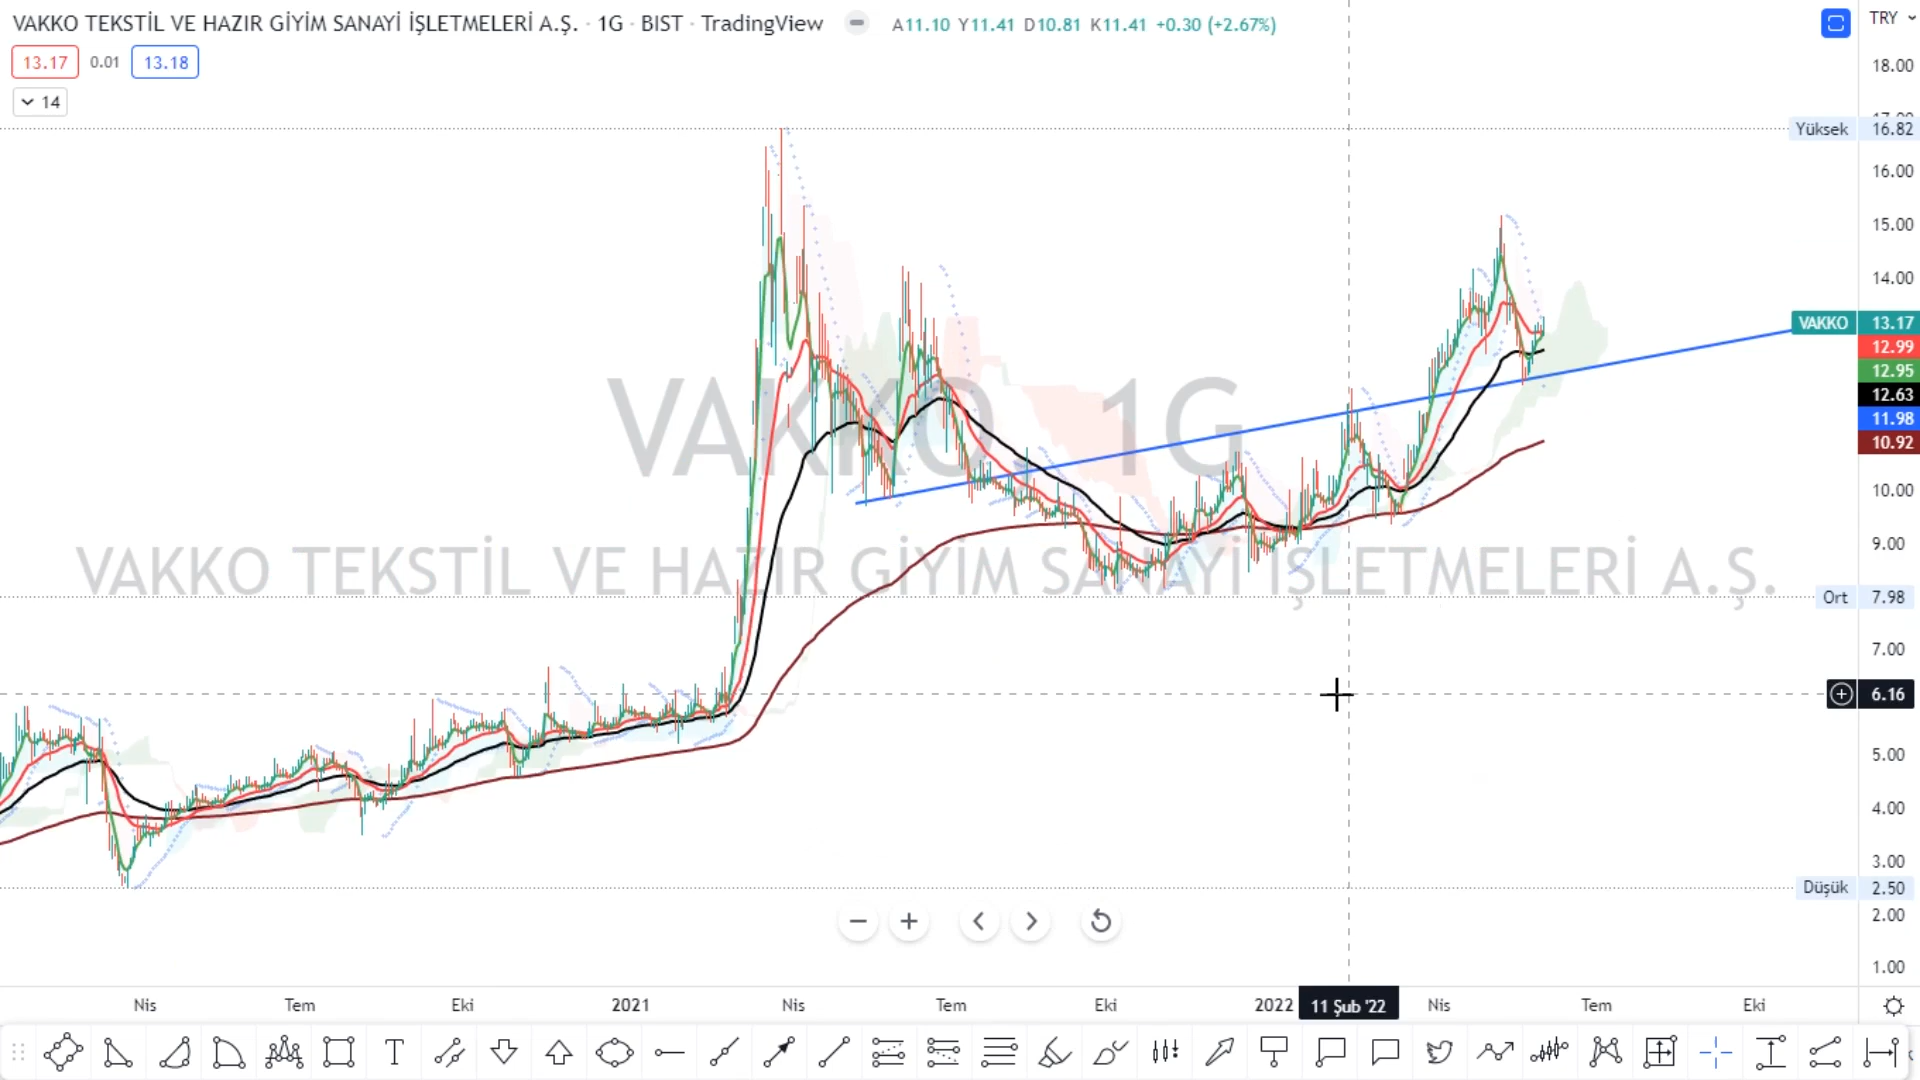 VAKKO TEKSTİL VE HAZIR GİYİM SANAYİ İŞLETMELERİ A.Ş. · 1G · BIST · TradingView A11.10 Y11.41 D10.81 K11.41 +0.30 (+2.67%)
TRY
13.17 0.01 13.18
14
18.00
Yüksek 16.82
16.00
15.00
14.00
VAKKO 13.17
12.99
12.95
12.63
11.98
10.92
10.00
9.00
Ort 7.98
7.00
6.16
5.00
4.00
3.00
Düşük 2.50
2.00
1.00
VAKKO, 1G
VAKKO TEKSTİL VE HAZIR GİYİM SANAYİ İŞLETMELERİ A.Ş.
Nis Tem Eki 2021 Nis Tem Eki 2022 11 Şub '22 Nis Tem Eki